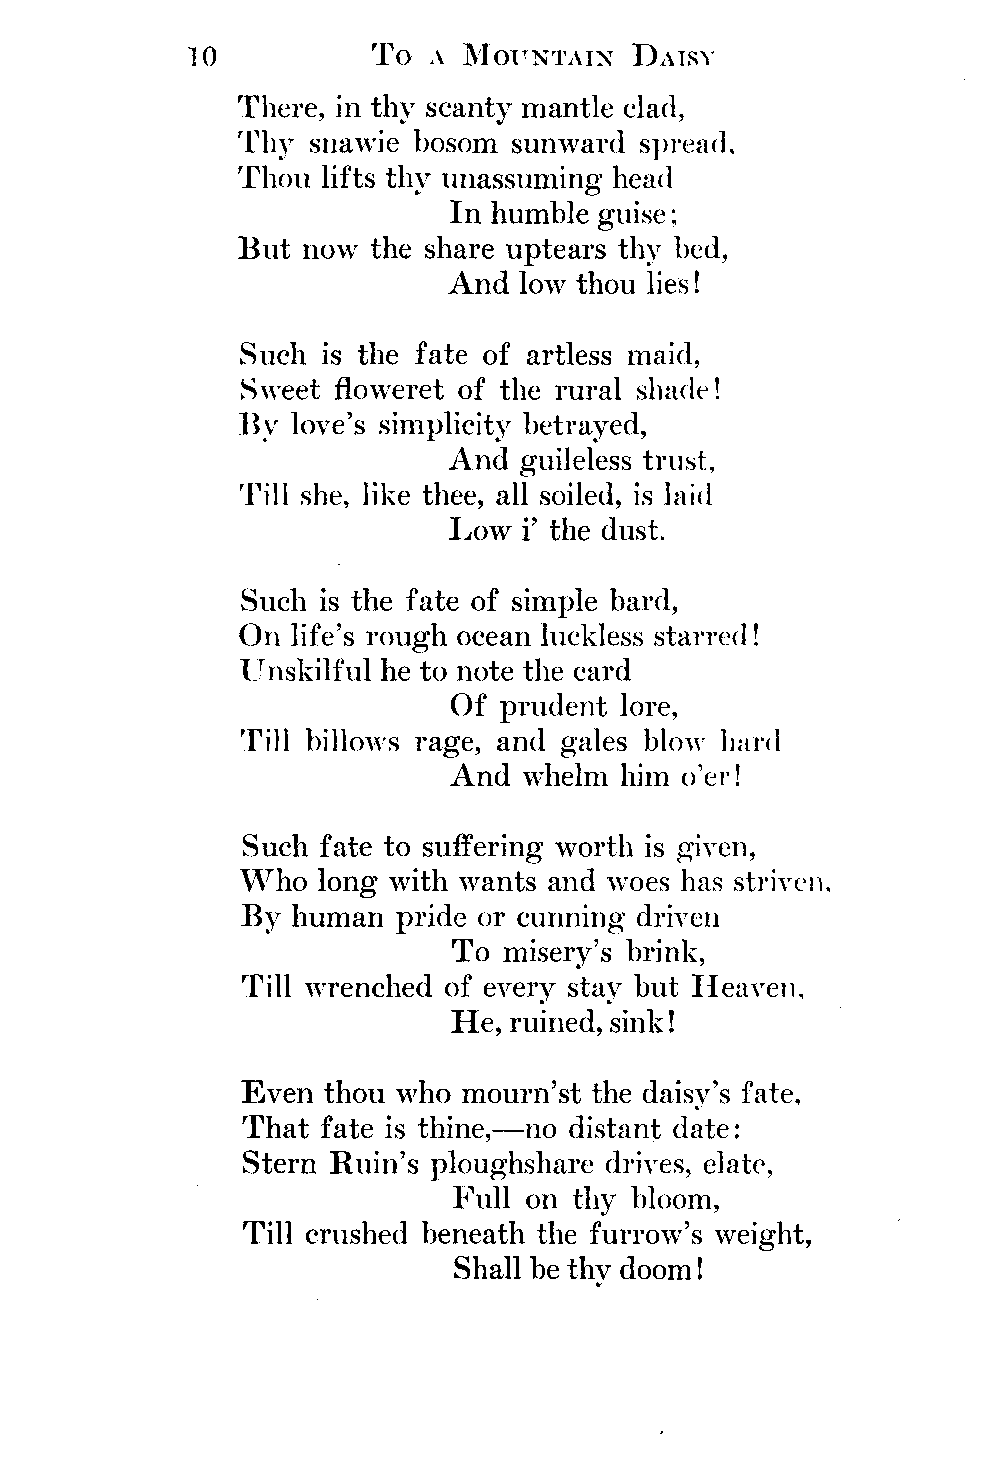 10 To a Mountain Daisy
There, in thy scanty mantle clad,
Thy snawie bosom sunward spread,
Thou lifts thy unassuming head
In humble guise;
But now the share uptears thy bed,
And low thou lies!
Such is the fate of artless maid,
Sweet floweret of the rural shade!
By love's simplicity betrayed,
And guileless trust,
Till she, like thee, all soiled, is laid
Low i' the dust.
Such is the fate of simple bard,
On life's rough ocean luckless starred!
Unskilful he to note the card
Of prudent lore,
Till billows rage, and gales blow hard
And whelm him o'er!
Such fate to suffering worth is given,
Who long with wants and woes has striven,
By human pride or cunning driven
To misery's brink,
Till wrenched of every stay but Heaven,
He, ruined, sink!
Even thou who mourn'st the daisy's fate,
That fate is thine,—no distant date:
Stern Ruin's ploughshare drives, elate,
Full on thy bloom,
Till crushed beneath the furrow's weight,
Shall be thy doom!